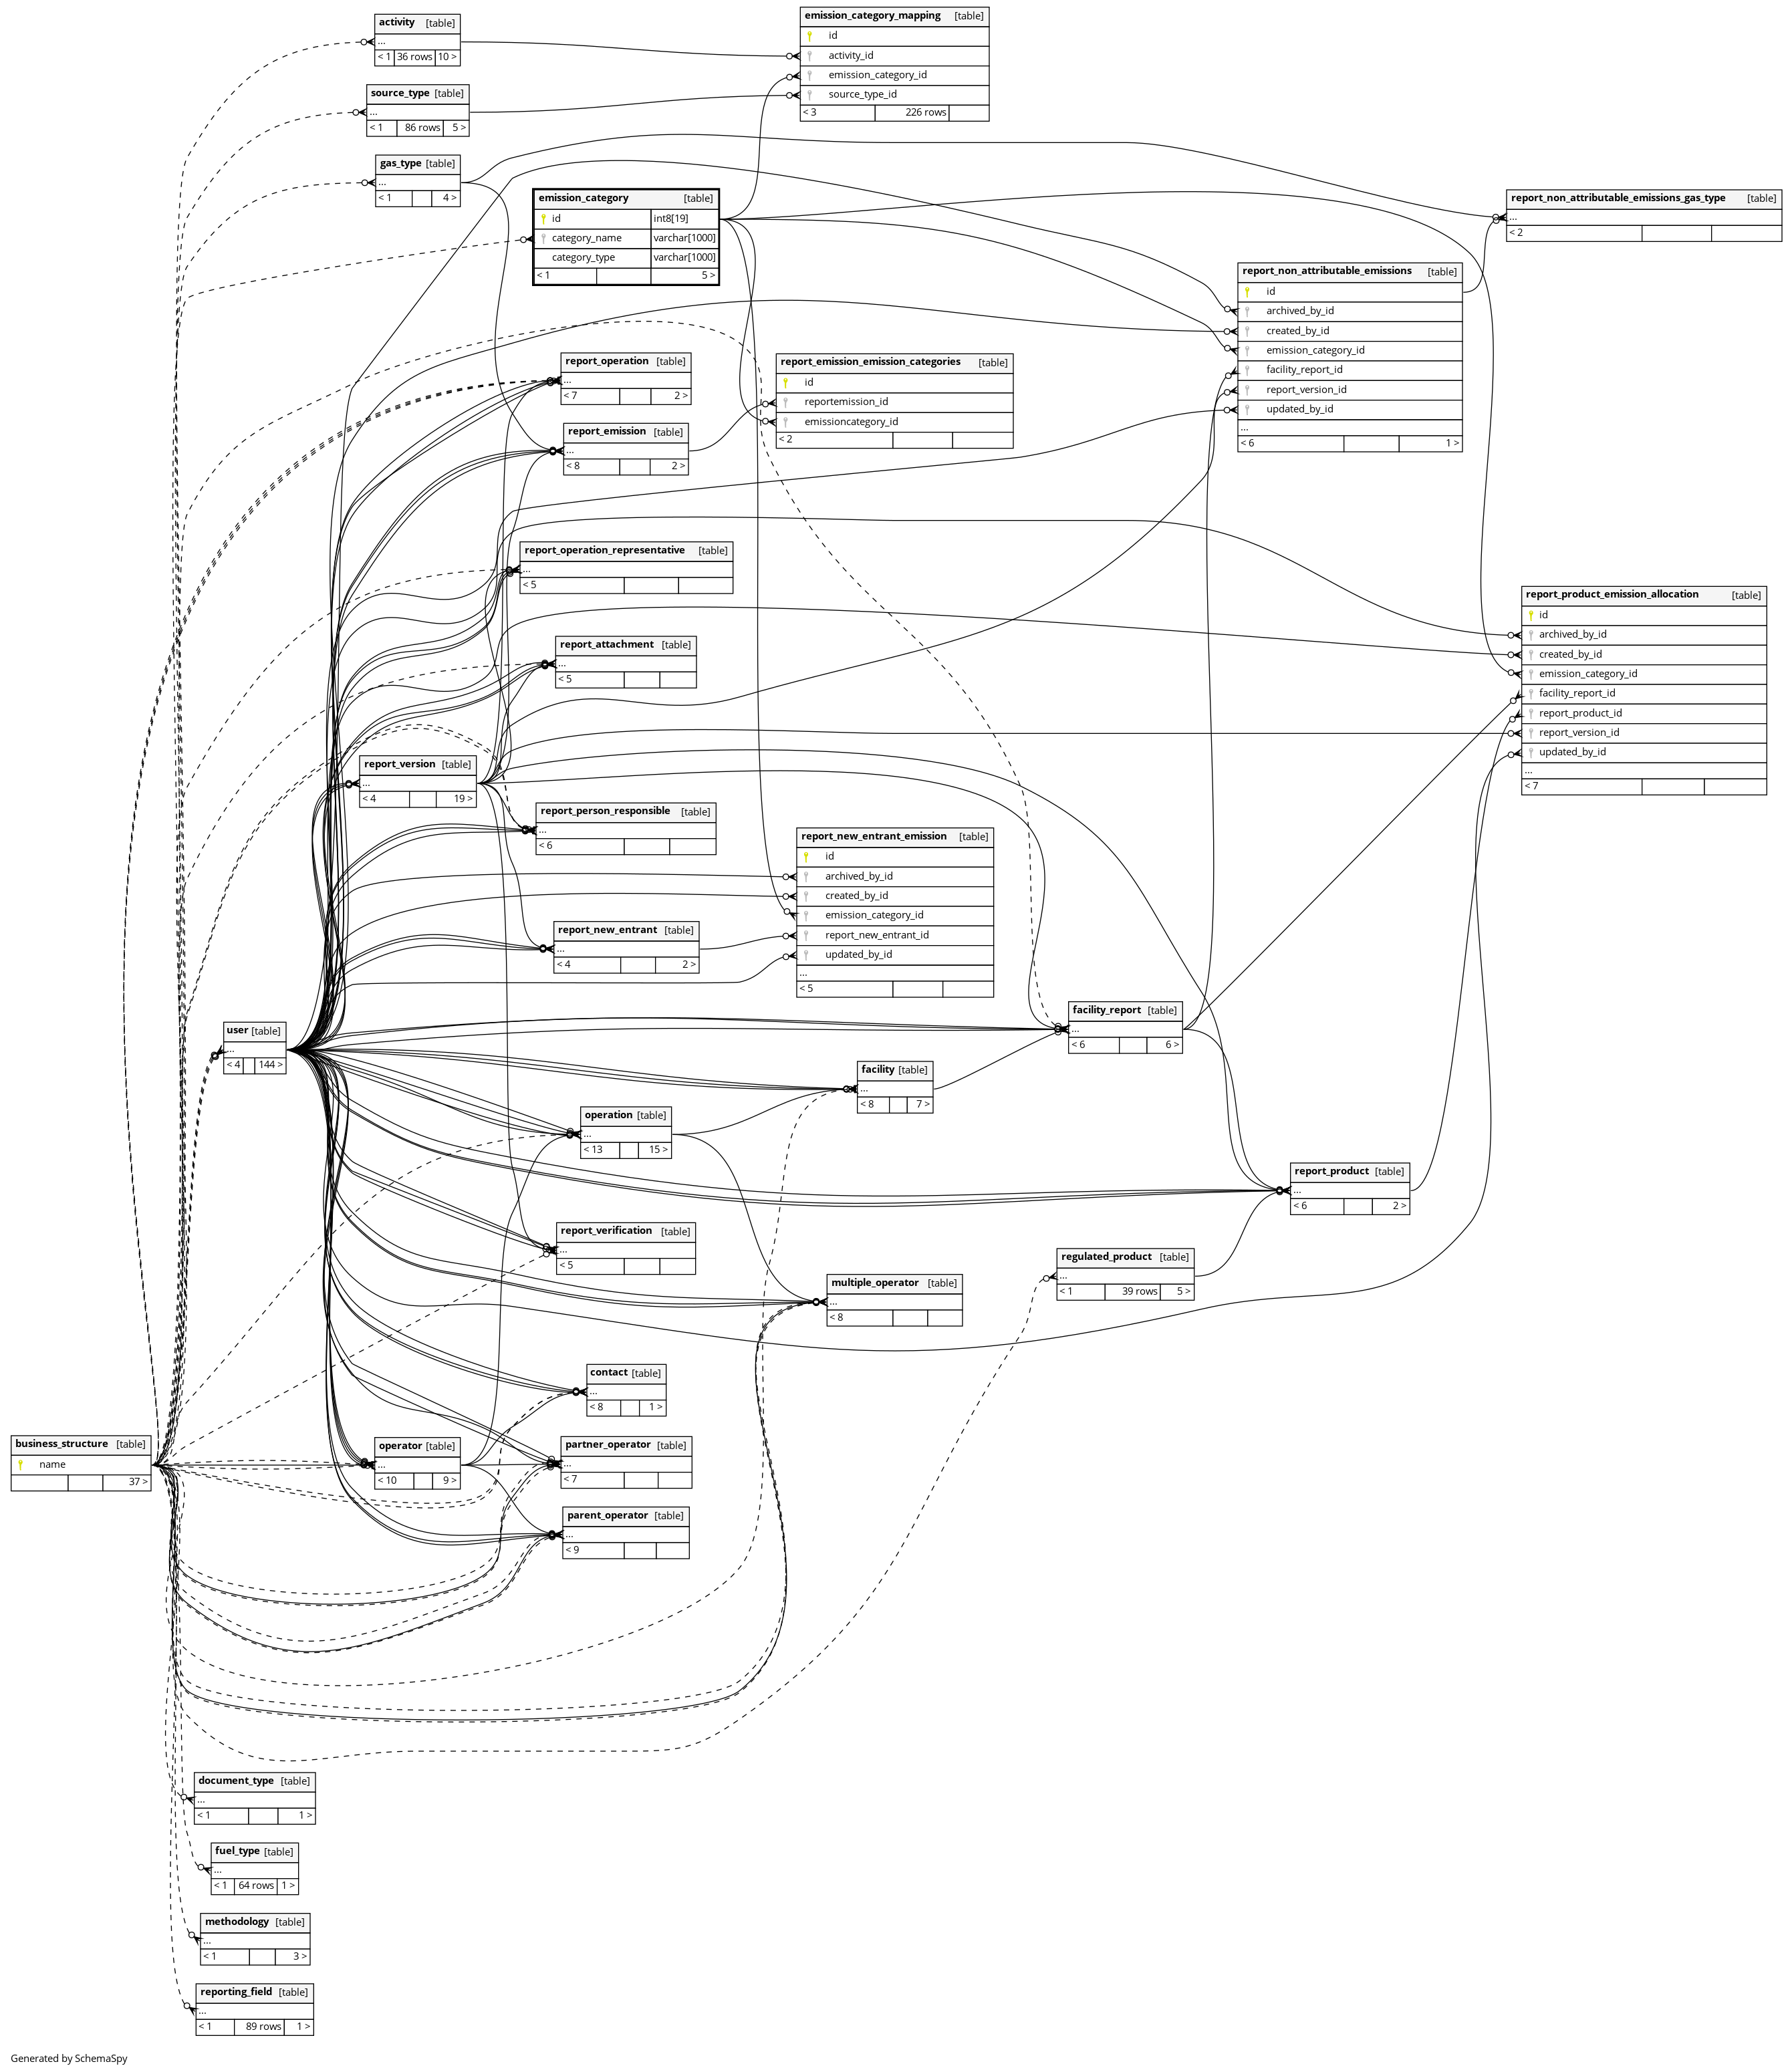 activity [table]
...
< 1 36 rows 10 >
emission_category_mapping [table]
id
activity_id
emission_category_id
source_type_id
< 3 226 rows
source_type [table]
...
< 1 86 rows 5 >
gas_type [table]
...
< 1 4 >
emission_category [table]
id int8[19]
category_name varchar[1000]
category_type varchar[1000]
< 1 5 >
report_non_attributable_emissions_gas_type [table]
...
< 2
report_non_attributable_emissions [table]
id
archived_by_id
created_by_id
emission_category_id
facility_report_id
report_version_id
updated_by_id
...
< 6 1 >
report_operation [table]
...
< 7 2 >
report_emission_emission_categories [table]
id
reportemission_id
emissioncategory_id
< 2
report_emission [table]
...
< 8 2 >
report_operation_representative [table]
...
< 5
report_product_emission_allocation [table]
id
archived_by_id
created_by_id
emission_category_id
facility_report_id
report_product_id
report_version_id
updated_by_id
...
< 7
report_attachment [table]
...
< 5
report_version [table]
...
< 4 19 >
report_person_responsible [table]
...
< 6
report_new_entrant_emission [table]
id
archived_by_id
created_by_id
emission_category_id
report_new_entrant_id
updated_by_id
...
< 5
report_new_entrant [table]
...
< 4 2 >
facility_report [table]
...
< 6 6 >
user [table]
...
< 4 144 >
facility [table]
...
< 8 7 >
operation [table]
...
< 13 15 >
report_product [table]
...
< 6 2 >
report_verification [table]
...
< 5
regulated_product [table]
...
< 1 39 rows 5 >
multiple_operator [table]
...
< 8
contact [table]
...
< 8 1 >
business_structure [table]
name
37 >
operator [table]
...
< 10 9 >
partner_operator [table]
...
< 7
parent_operator [table]
...
< 9
document_type [table]
...
< 1 1 >
fuel_type [table]
...
< 1 64 rows 1 >
methodology [table]
...
< 1 3 >
reporting_field [table]
...
< 1 89 rows 1 >
Generated by SchemaSpy